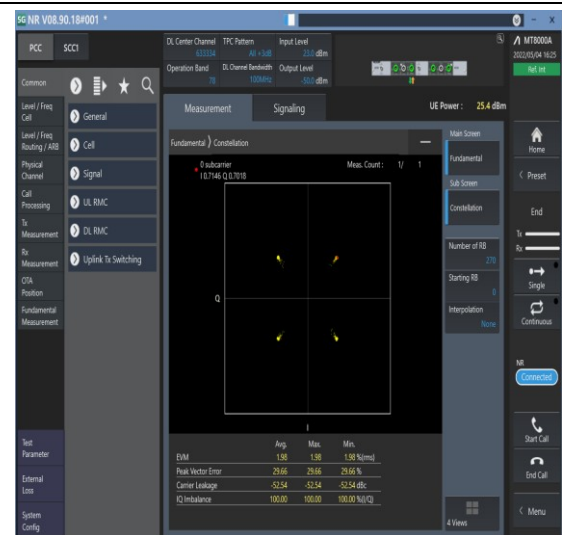 5G NR V08.90.18#001 *
PCC
SCC1
DL Center Channel
633334
TPC Pattern
All +3dB
Input Level
23.0 dBm
Operation Band
78
DL Channel Bandwidth
100MHz
Output Level
-50.0 dBm
MT8000A
2022/05/04 16:25
Ref. Int
Common
Level / Freq
Cell
Level / Freq
Routing / ARB
Physical
Channel
Call
Processing
Tx
Measurement
Rx
Measurement
OTA
Position
Fundamental
Measurement
Test
Parameter
External
Loss
System
Config
General
Cell
Signal
UL RMC
DL RMC
Uplink Tx Switching
Measurement
Signaling
UE Power : 25.4 dBm
Fundamental ) Constellation
0 subcarrier
I 0.7146 Q 0.7018
Meas. Count : 1/ 1
Q
I
Avg. Max. Min.
EVM 1.98 1.98 1.98 %(rms)
Peak Vector Error 29.66 29.66 29.66 %
Carrier Leakage -52.54 -52.54 -52.54 dBc
IQ Imbalance 100.00 100.00 100.00 %(I/Q)
Main Screen
Fundamental
Sub Screen
Constellation
Number of RB
270
Starting RB
0
Interpolation
None
4 Views
Home
Preset
End
Tx
Rx
Single
Continuous
NR
Connected
Start Call
End Call
Menu